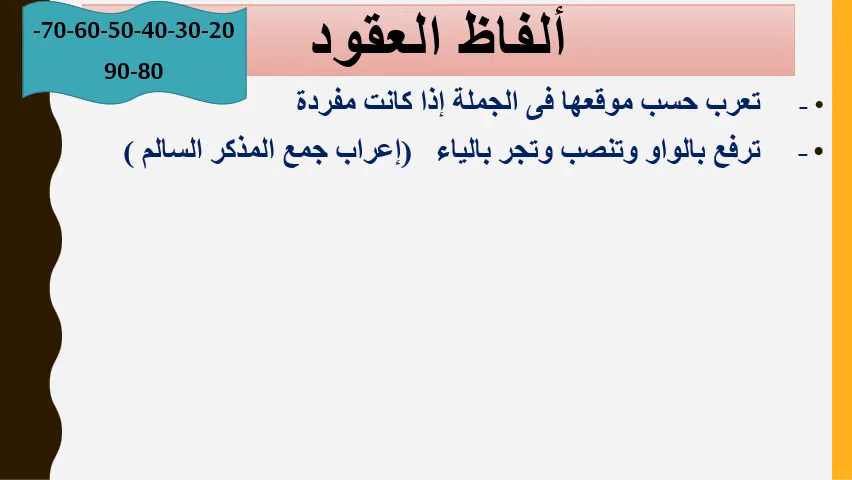 ألفاظ العقود
-70-60-50-40-30-20
90-80
• - تعرب حسب موقعها فى الجملة إذا كانت مفردة
• - ترفع بالواو وتنصب وتجر بالياء (إعراب جمع المذكر السالم )